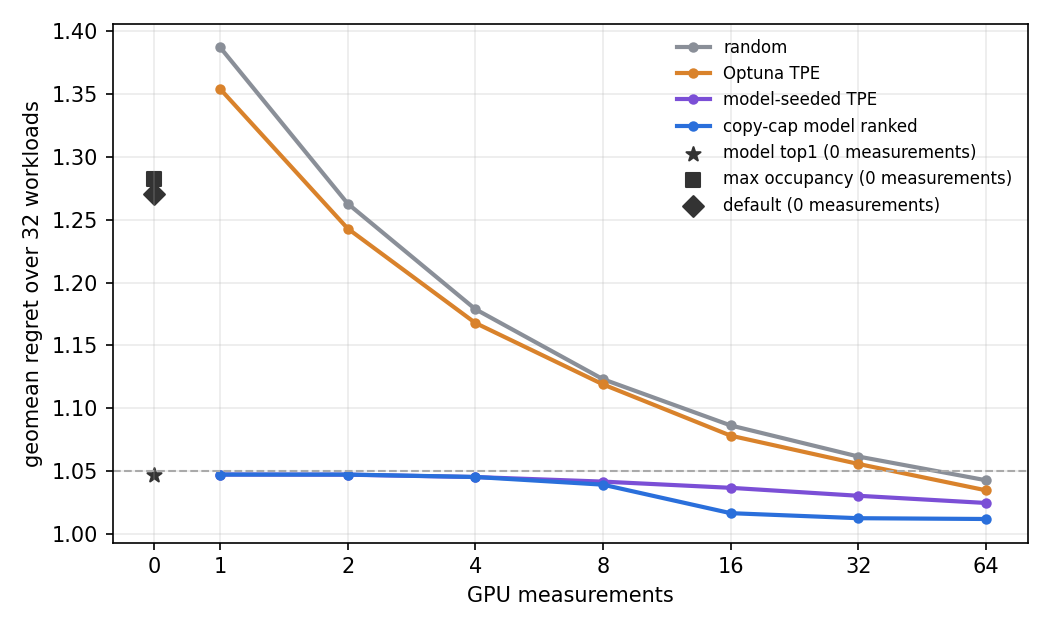 1.40
1.35
1.30
1.25
1.20
1.15
1.10
1.05
1.00
geomean regret over 32 workloads
random
Optuna TPE
model-seeded TPE
copy-cap model ranked
model top1 (0 measurements)
max occupancy (0 measurements)
default (0 measurements)
0 1 2 4 8 16 32 64
GPU measurements